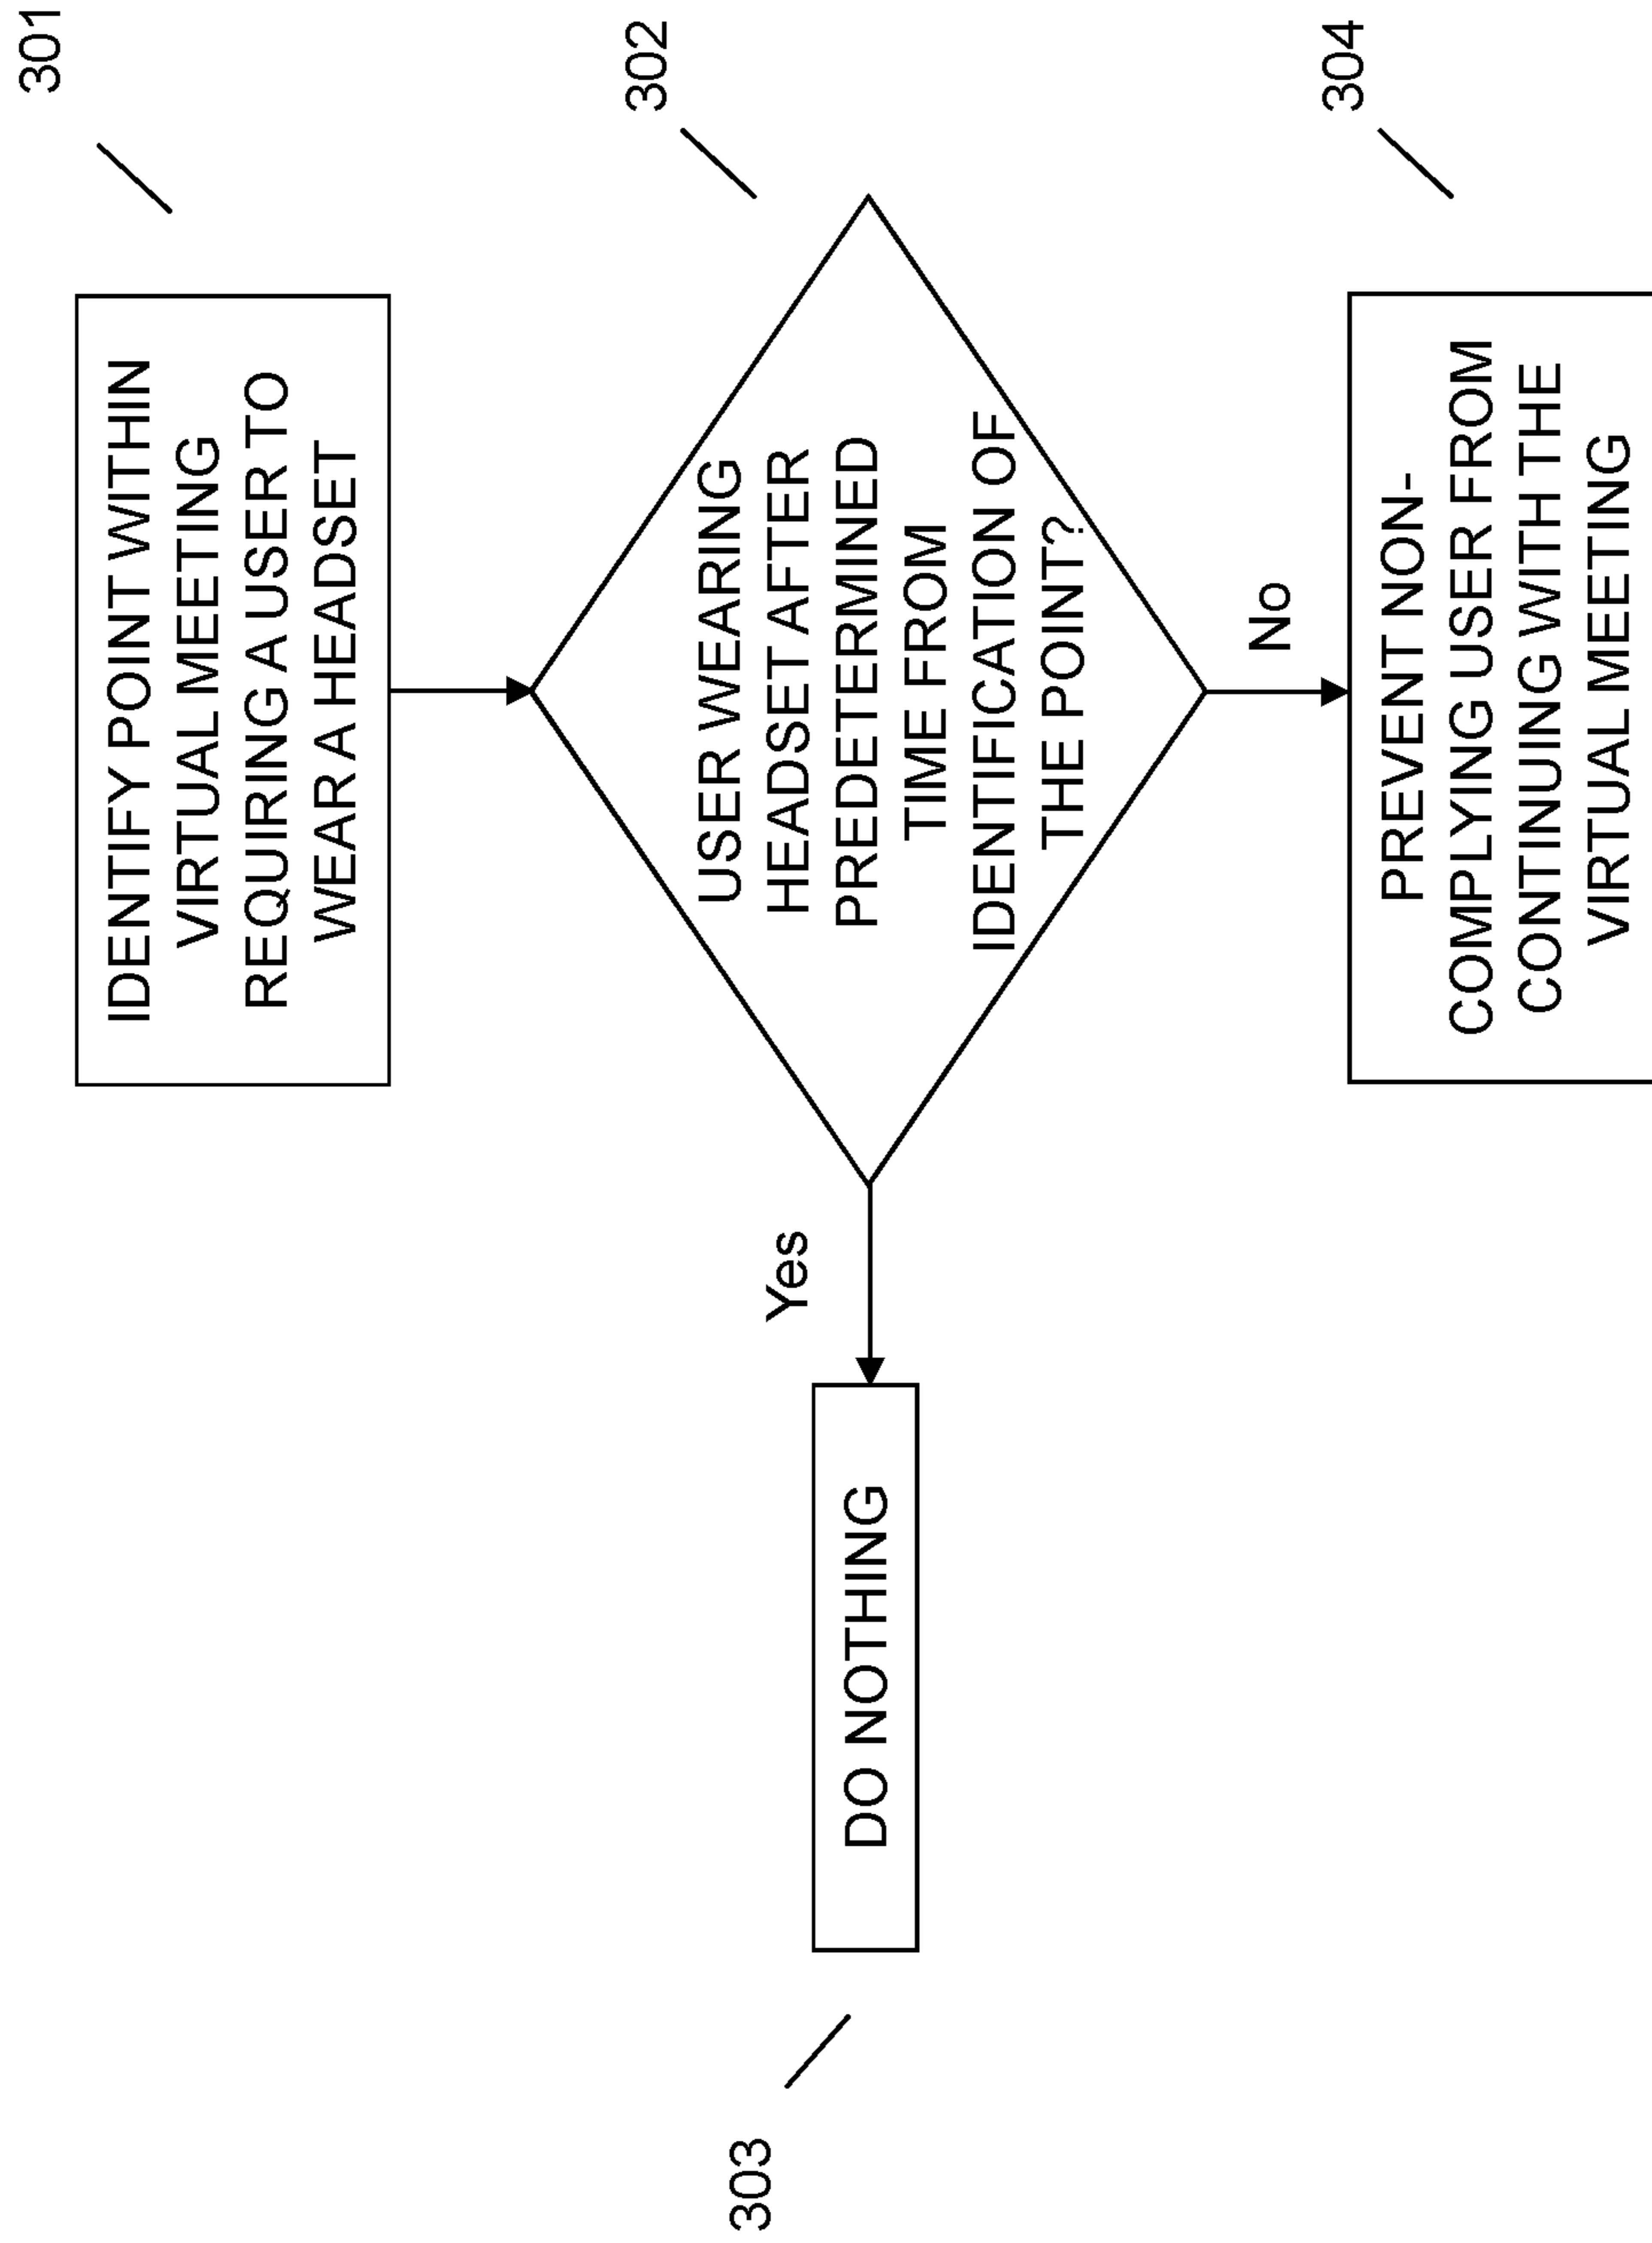 301
IDENTIFY POINT WITHIN
VIRTUAL MEETING
REQUIRING A USER TO
WEAR A HEADSET
302
USER WEARING
HEADSET AFTER
PREDETERMINED
TIME FROM
IDENTIFICATION OF
THE POINT?
Yes
303
DO NOTHING
No
304
PREVENT NON-
COMPLYING USER FROM
CONTINUING WITH THE
VIRTUAL MEETING